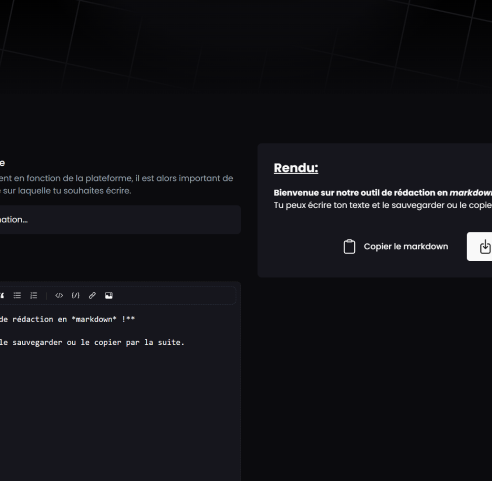 e
ent en fonction de la plateforme, il est alors important de
sur laquelle tu souhaites écrire.
nation...
de rédaction en *markdown* !**
le sauvegarder ou le copier par la suite.
Rendu:
Bienvenue sur notre outil de rédaction en markdown
Tu peux écrire ton texte et le sauvegarder ou le copie
Copier le markdown